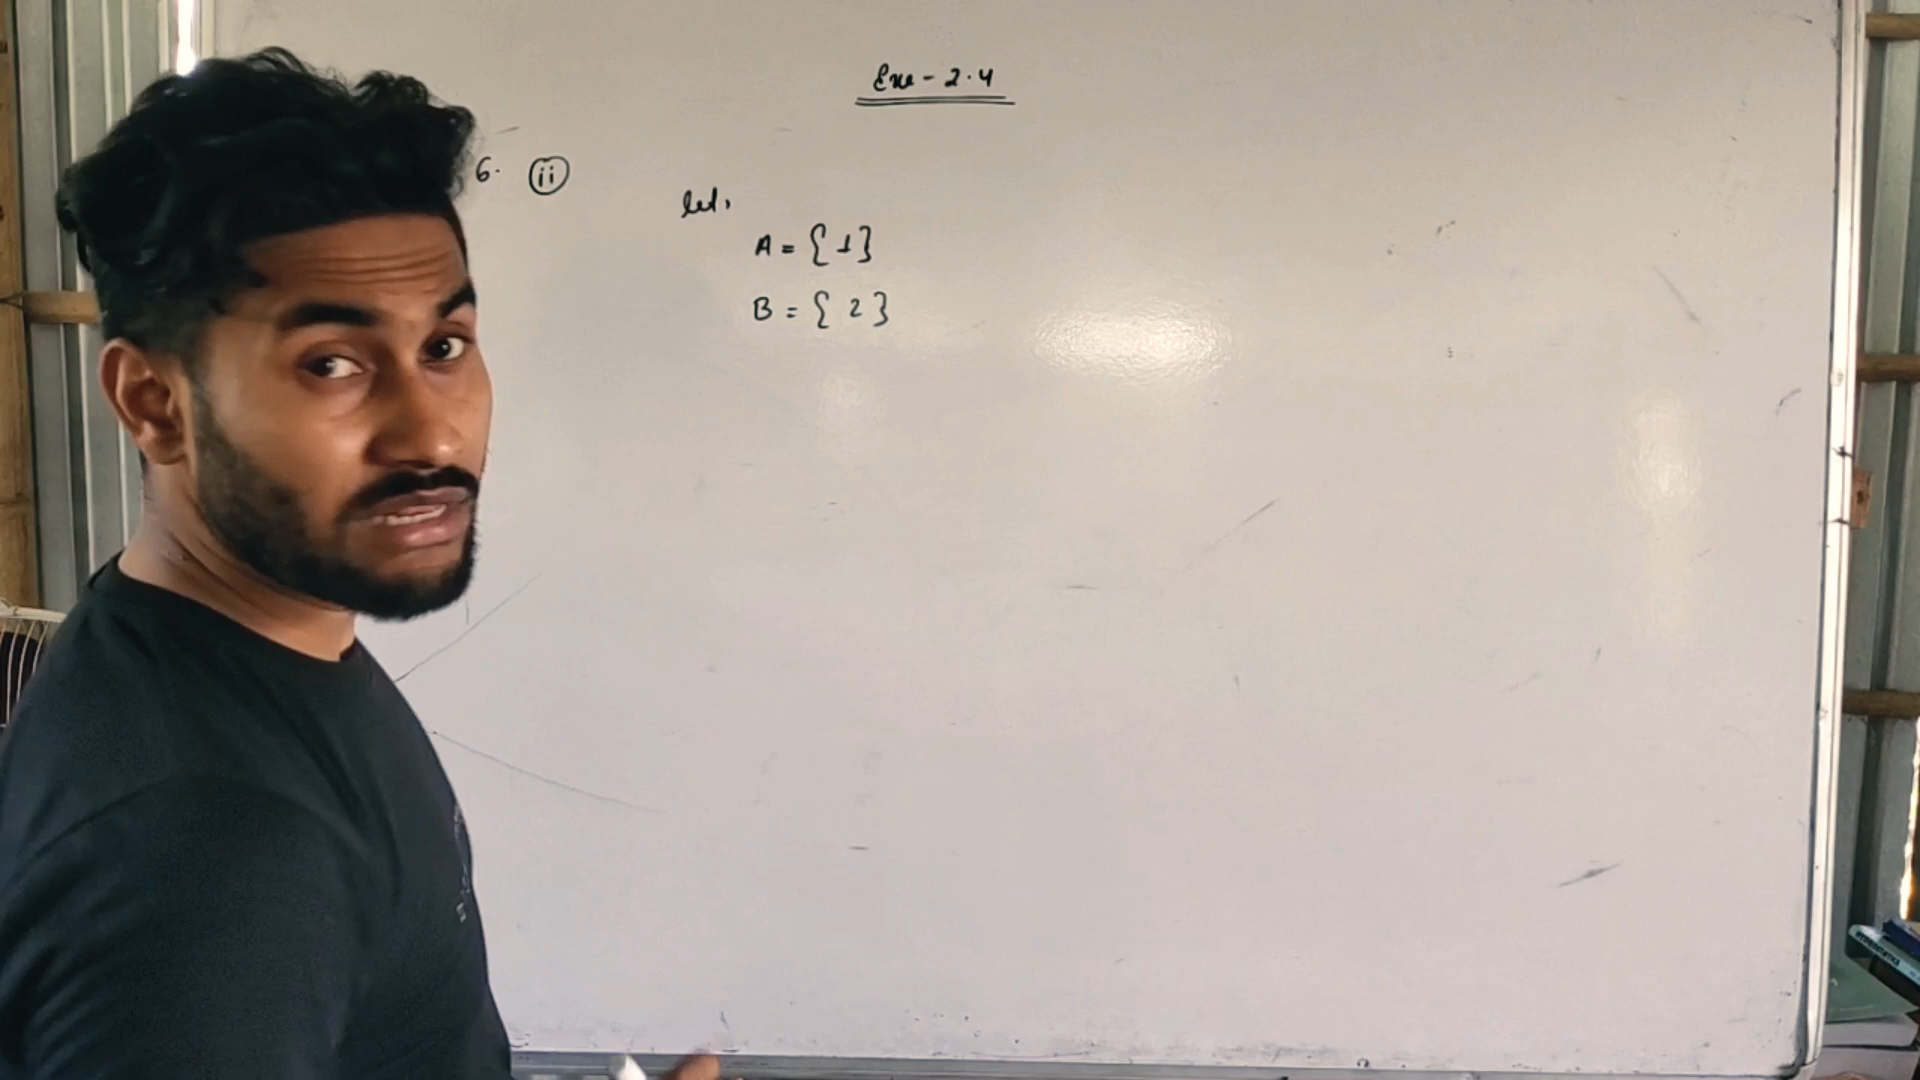 Exe - 2.4
6. (ii)
let,
A = { 1 }
B = { 2 }